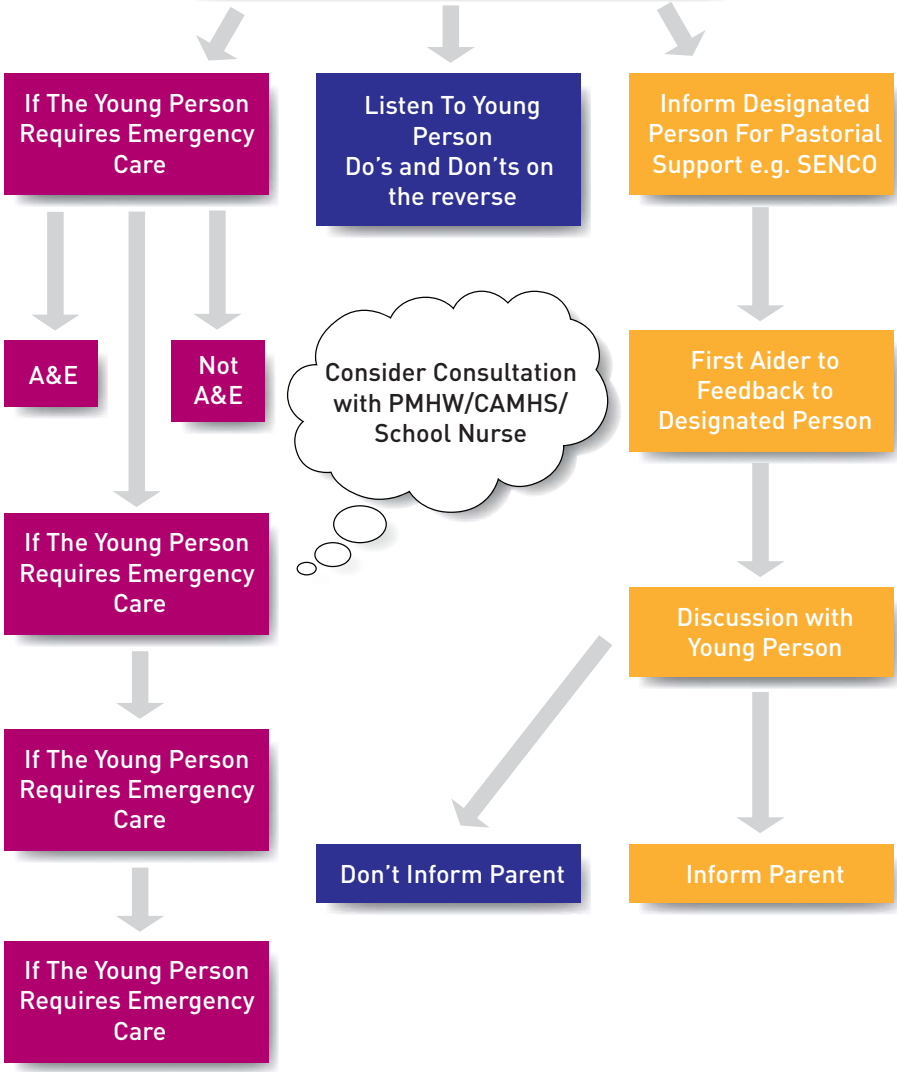 If The Young Person
Requires Emergency
Care
Listen To Young
Person
Do's and Don'ts on
the reverse
Inform Designated
Person For Pastorial
Support e.g. SENCO
A&E
Not
A&E
Consider Consultation
with PMHW/CAMHS/
School Nurse
First Aider to
Feedback to
Designated Person
If The Young Person
Requires Emergency
Care
Discussion with
Young Person
If The Young Person
Requires Emergency
Care
Don't Inform Parent
Inform Parent
If The Young Person
Requires Emergency
Care